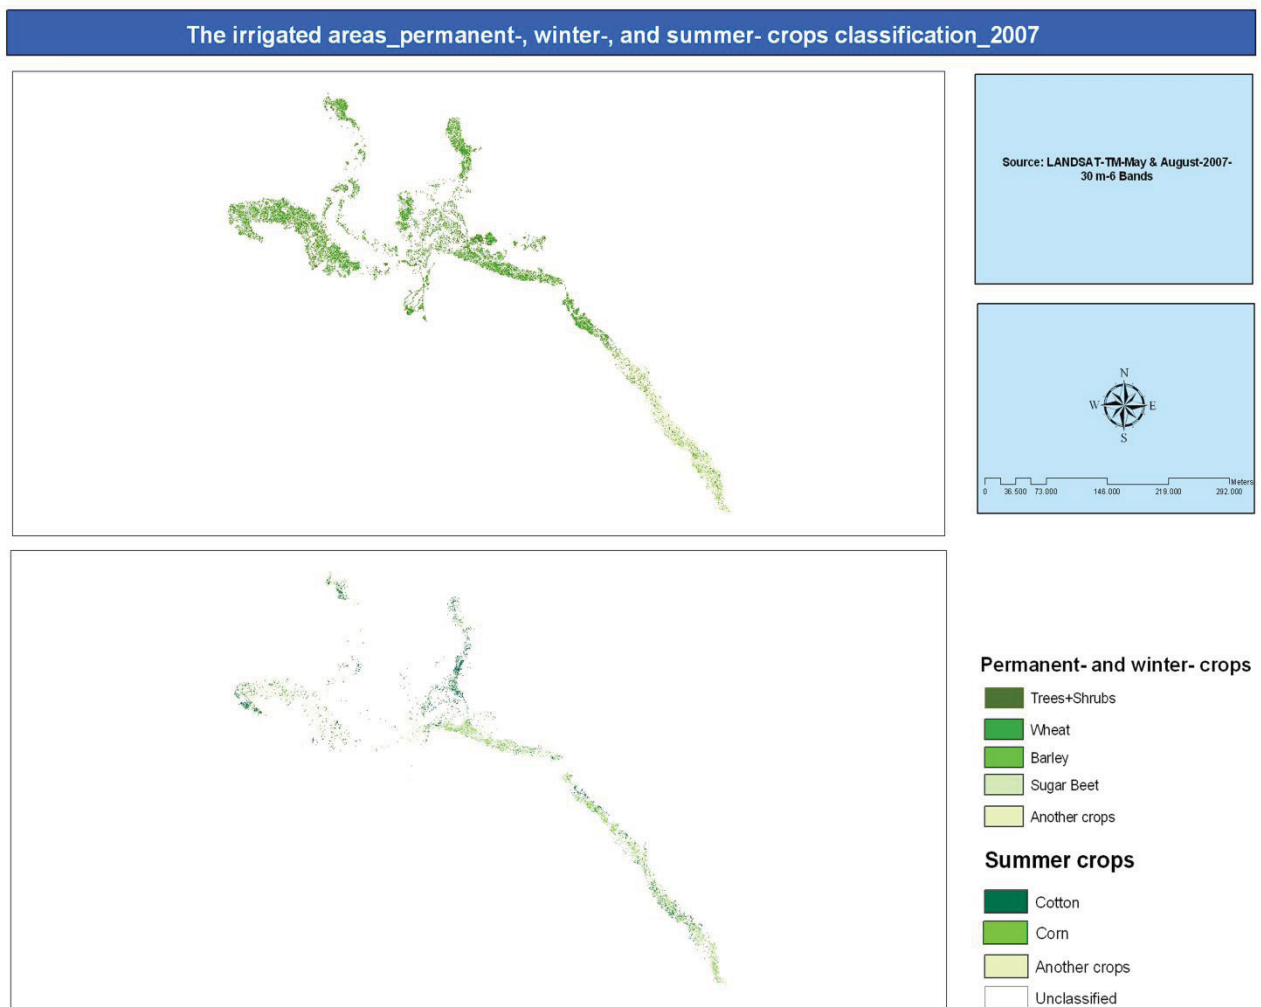 The irrigated areas_permanent-, winter-, and summer- crops classification_2007
Source: LANDSAT-TM-May & August-2007-
30 m-6 Bands
N
W E
S
Meters
0 36.500 73.000 146.000 219.000 292.000
Permanent- and winter- crops
Trees+Shrubs
Wheat
Barley
Sugar Beet
Another crops
Summer crops
Cotton
Corn
Another crops
Unclassified